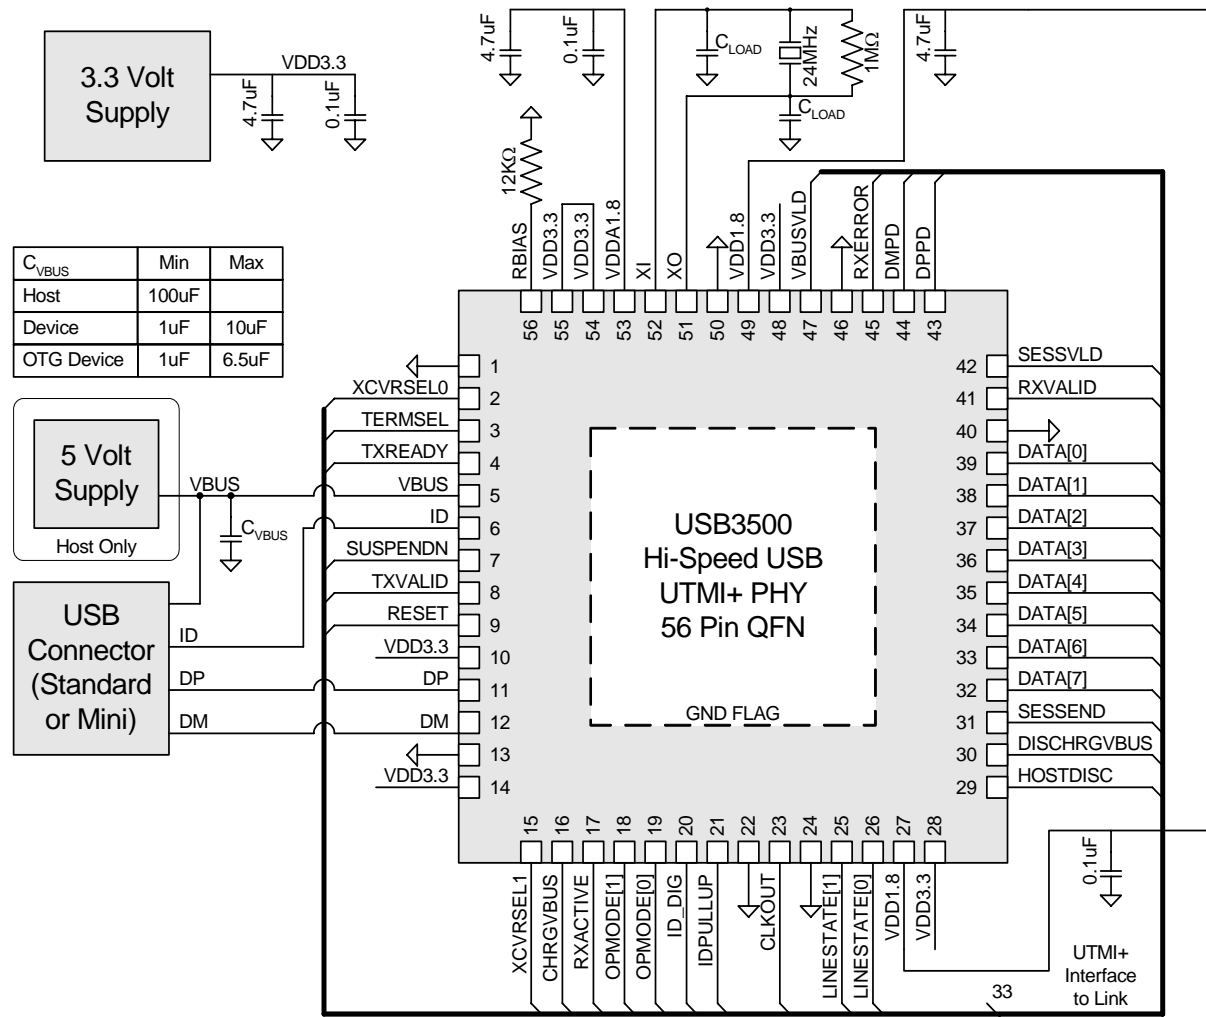 3.3 Volt
Supply
VDD3.3
4.7uF
0.1uF
4.7uF
0.1uF
C_LOAD
24MHz
1MΩ
C_LOAD
4.7uF
12KΩ
RBIAS
VDD3.3
VDD3.3
VDDA1.8
XI
XO
VDD1.8
VDD3.3
VBUSVLD
RXERROR
DMPD
DPPD
56
55
54
53
52
51
50
49
48
47
46
45
44
43
C_VBUS Min Max
Host 100uF
Device 1uF 10uF
OTG Device 1uF 6.5uF
5 Volt
Supply
Host Only
VBUS
C_VBUS
USB
Connector
(Standard
or Mini)
ID
DP
DM
1
XCVRSEL0 2
TERMSEL 3
TXREADY 4
VBUS 5
ID 6
SUSPENDN 7
TXVALID 8
RESET 9
VDD3.3 10
DP 11
DM 12
13
VDD3.3 14
USB3500
Hi-Speed USB
UTMI+ PHY
56 Pin QFN
GND FLAG
42 SESSVLD
41 RXVALID
40
39 DATA[0]
38 DATA[1]
37 DATA[2]
36 DATA[3]
35 DATA[4]
34 DATA[5]
33 DATA[6]
32 DATA[7]
31 SESSEND
30 DISCHRGVBUS
29 HOSTDISC
15
16
17
18
19
20
21
22
23
24
25
26
27
28
XCVRSEL1
CHRGVBUS
RXACTIVE
OPMODE[1]
OPMODE[0]
ID_DIG
IDPULLUP
CLKOUT
LINESTATE[1]
LINESTATE[0]
VDD1.8
VDD3.3
0.1uF
33
UTMI+
Interface
to Link